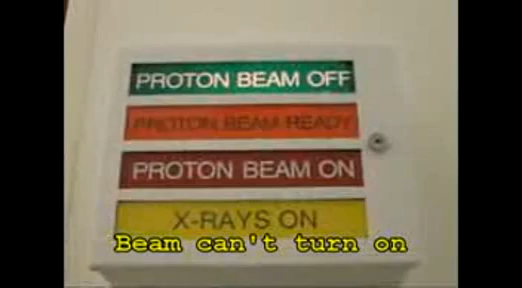 PROTON BEAM OFF
PROTON BEAM READY
PROTON BEAM ON
X-RAYS ON
Beam can't turn on